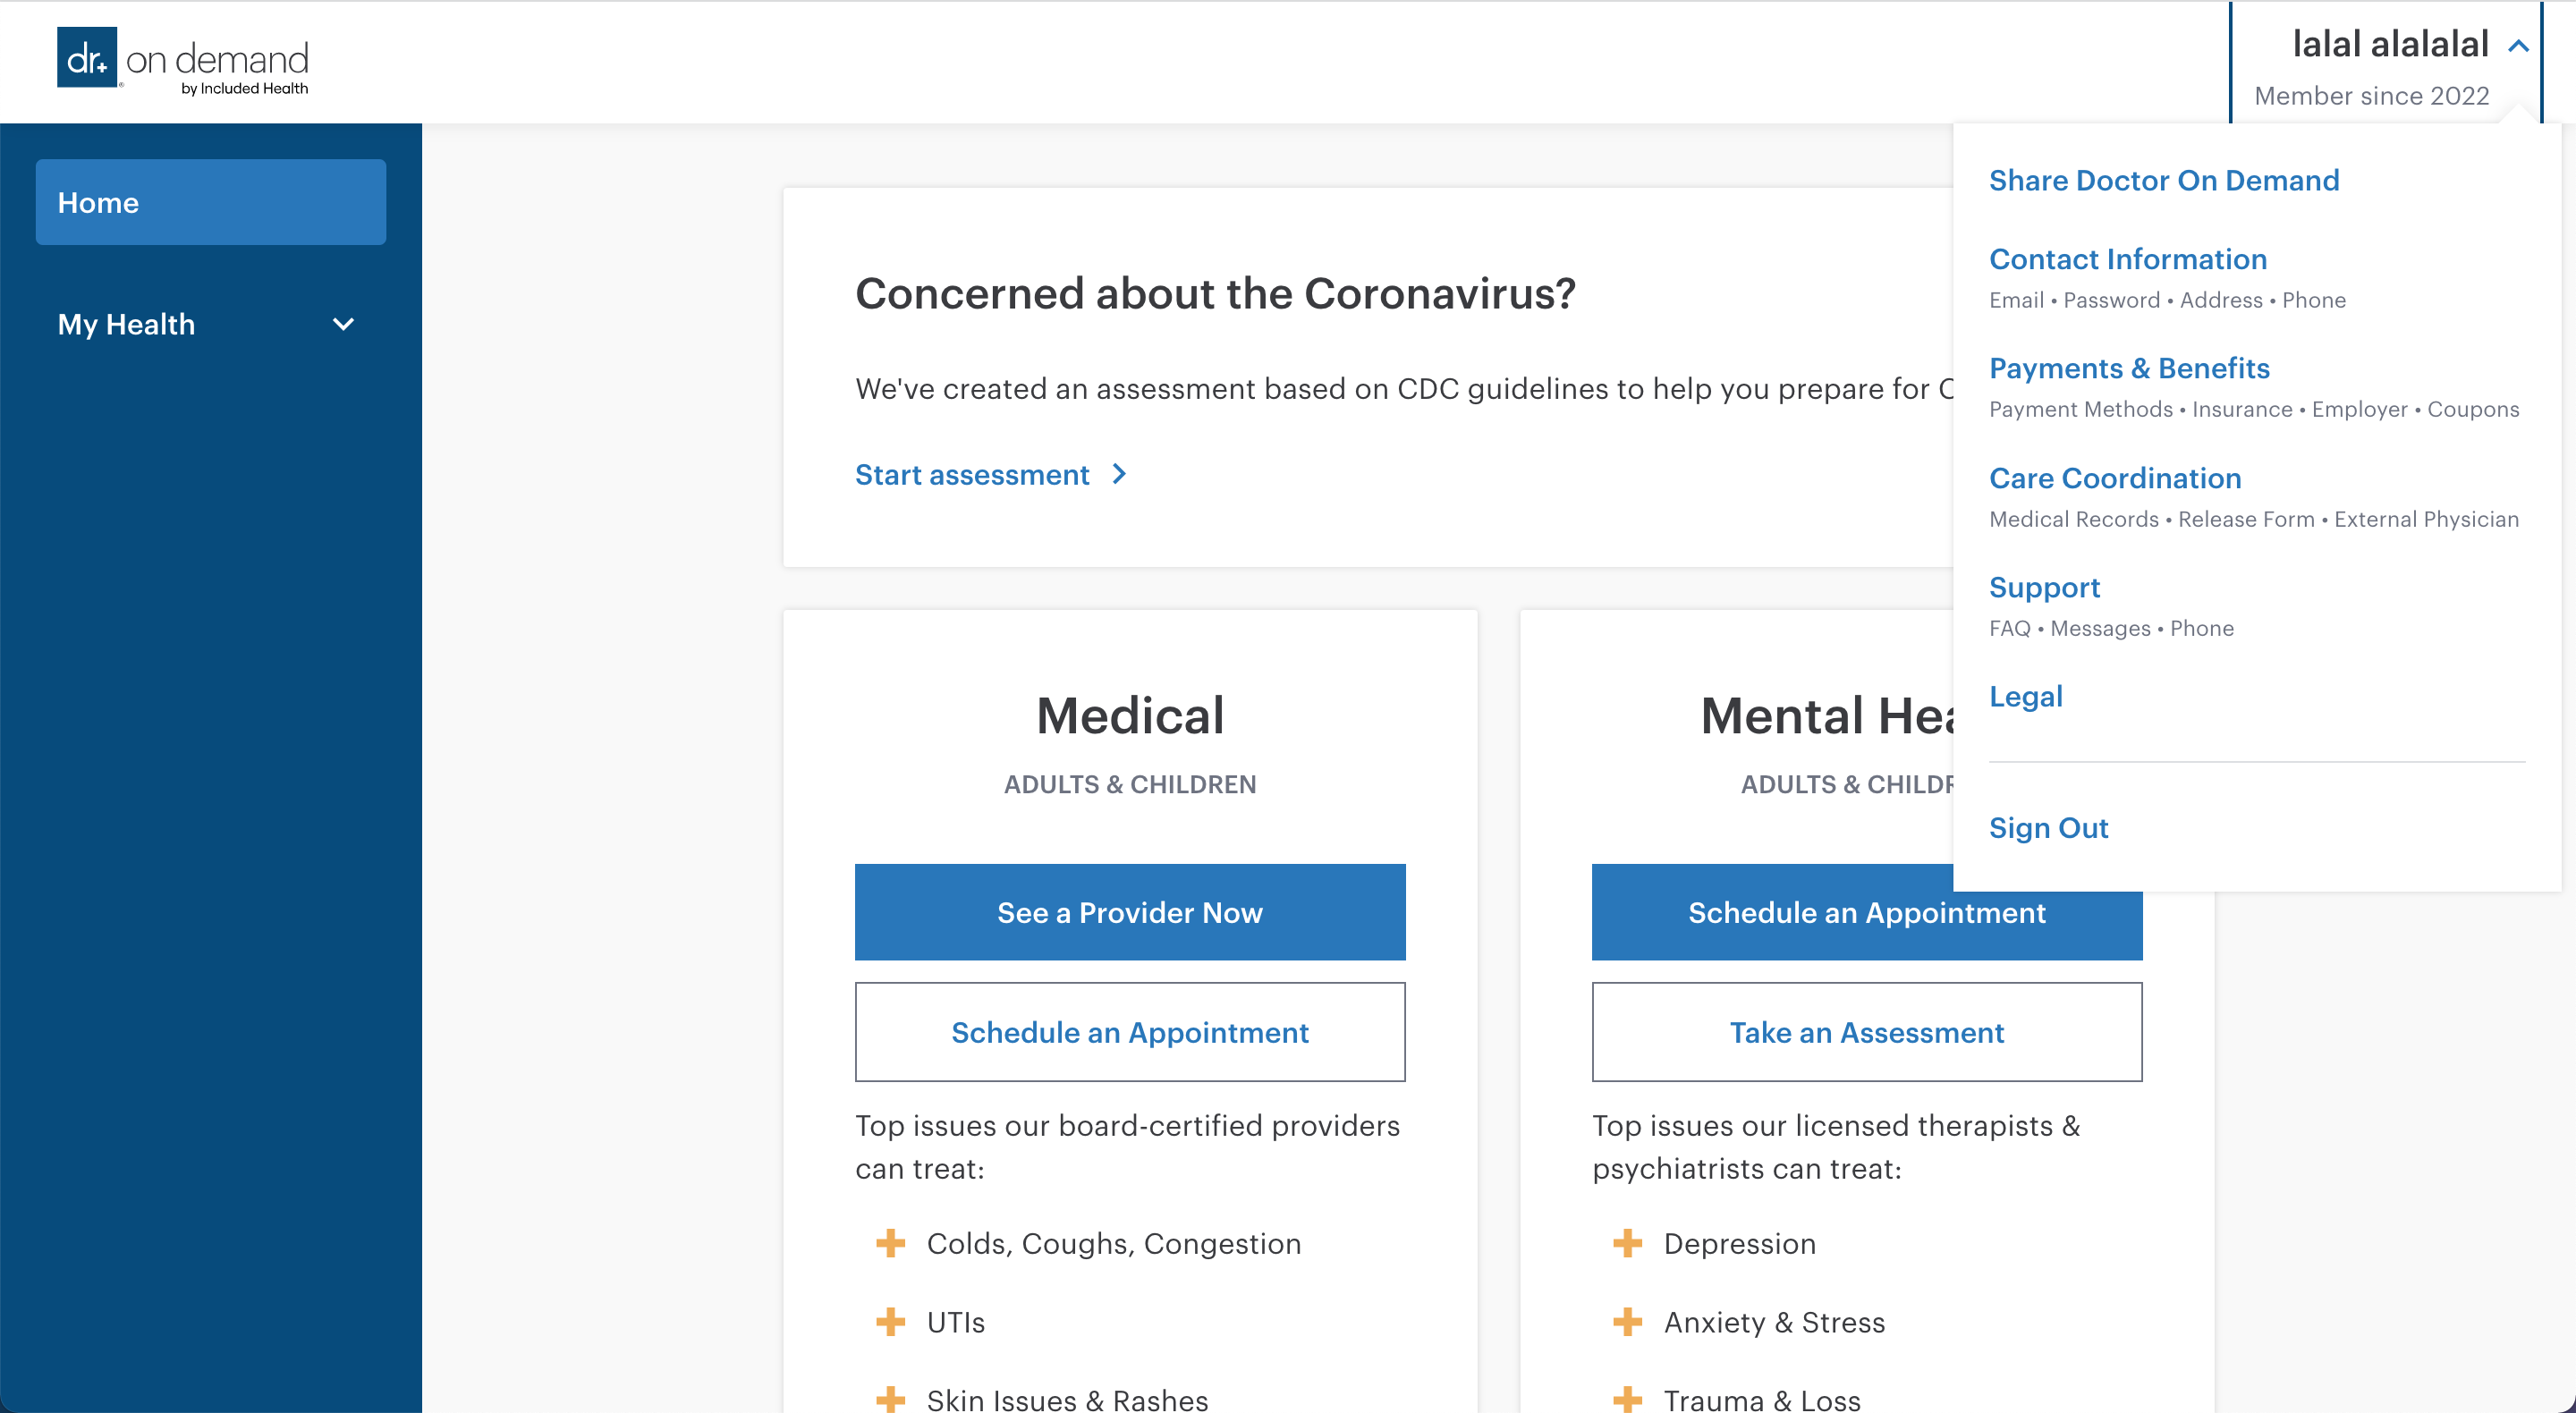 dr+ on demand
by Included Health
lalal alalalal
Member since 2022
Home
My Health
Share Doctor On Demand
Contact Information
Email • Password • Address • Phone
Payments & Benefits
Payment Methods • Insurance • Employer • Coupons
Care Coordination
Medical Records • Release Form • External Physician
Support
FAQ • Messages • Phone
Legal
Sign Out
Concerned about the Coronavirus?
We've created an assessment based on CDC guidelines to help you prepare for
Start assessment
Medical
ADULTS & CHILDREN
See a Provider Now
Schedule an Appointment
Top issues our board-certified providers
can treat:
Colds, Coughs, Congestion
UTIs
Skin Issues & Rashes
Mental
ADULTS &
Schedule an Appointment
Take an Assessment
Top issues our licensed therapists &
psychiatrists can treat:
Depression
Anxiety & Stress
Trauma & Loss